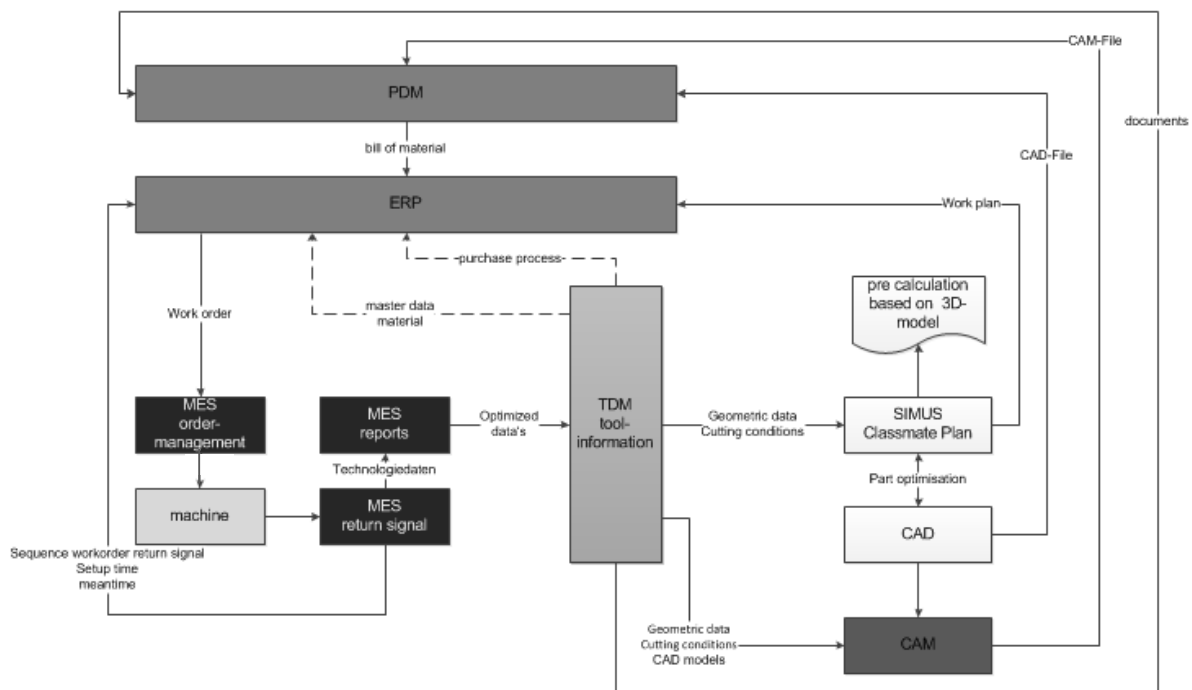 CAM-File
PDM
documents
bill of material
CAD-File
ERP
Work plan
purchase process
pre calculation
based on 3D-
model
master data
material
Work order
MES
order-
management
MES
reports
Optimized
data's
TDM
tool-
information
Geometric data
Cutting conditions
SIMUS
Classmate Plan
Technologiedaten
Part optimisation
machine
MES
return signal
CAD
Sequence workorder return signal
Setup time
meantime
Geometric data
Cutting conditions
CAD models
CAM